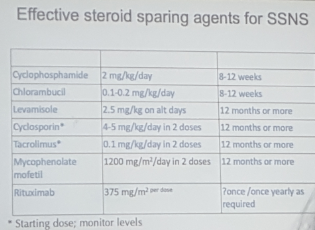 Effective steroid sparing agents for SSNS
Cyclophosphamide 2 mg/kg/day 8-12 weeks
Chlorambucil 0.1-0.2 mg/kg/day 8-12 weeks
Levamisole 2.5 mg/kg on alt days 12 months or more
Cyclosporin* 4-5 mg/kg/day in 2 doses 12 months or more
Tacrolimus* 0.1 mg/kg/day in 2 doses 12 months or more
Mycophenolate 1200 mg/m²/day in 2 doses 12 months or more
mofetil
Rituximab 375 mg/m² per dose ?once /once yearly as
required
* Starting dose; monitor levels